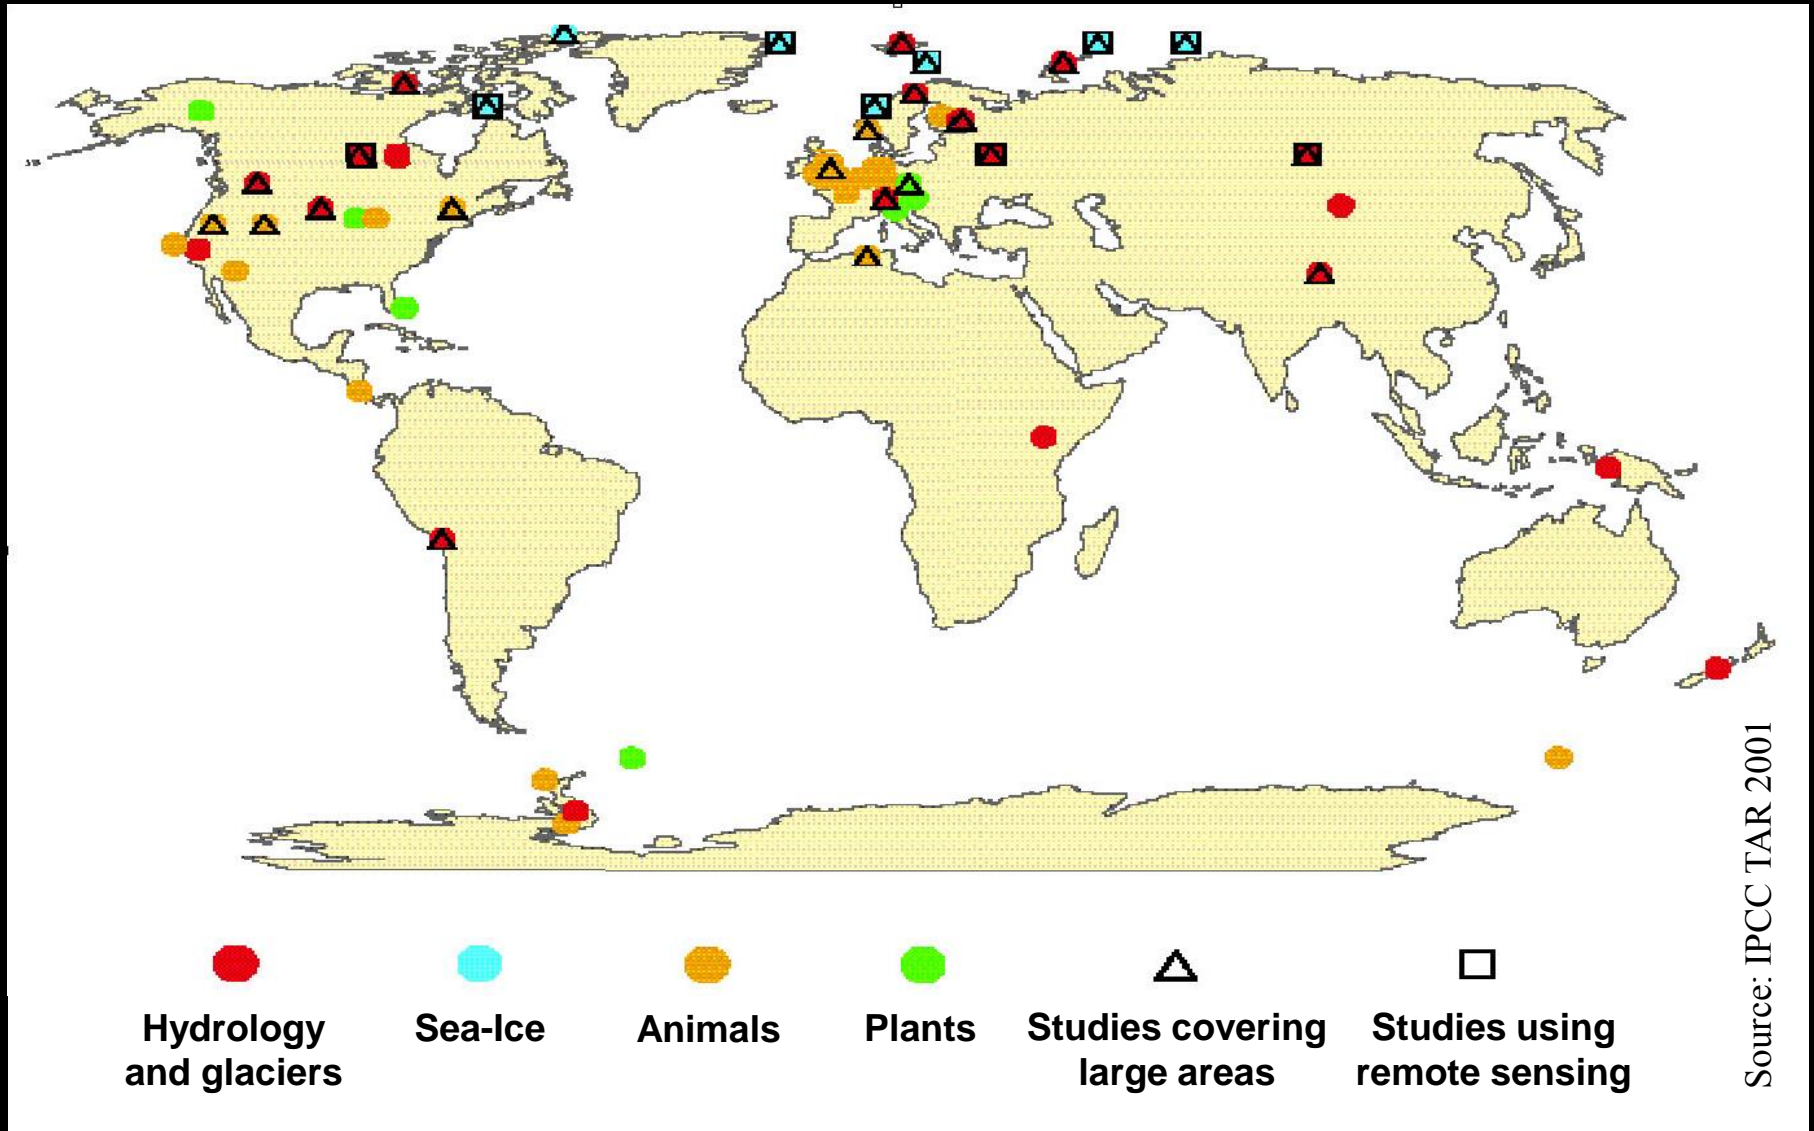 Hydrology
and glaciers
Sea-Ice
Animals
Plants
Studies covering
large areas
Studies using
remote sensing
Source: IPCC TAR 2001